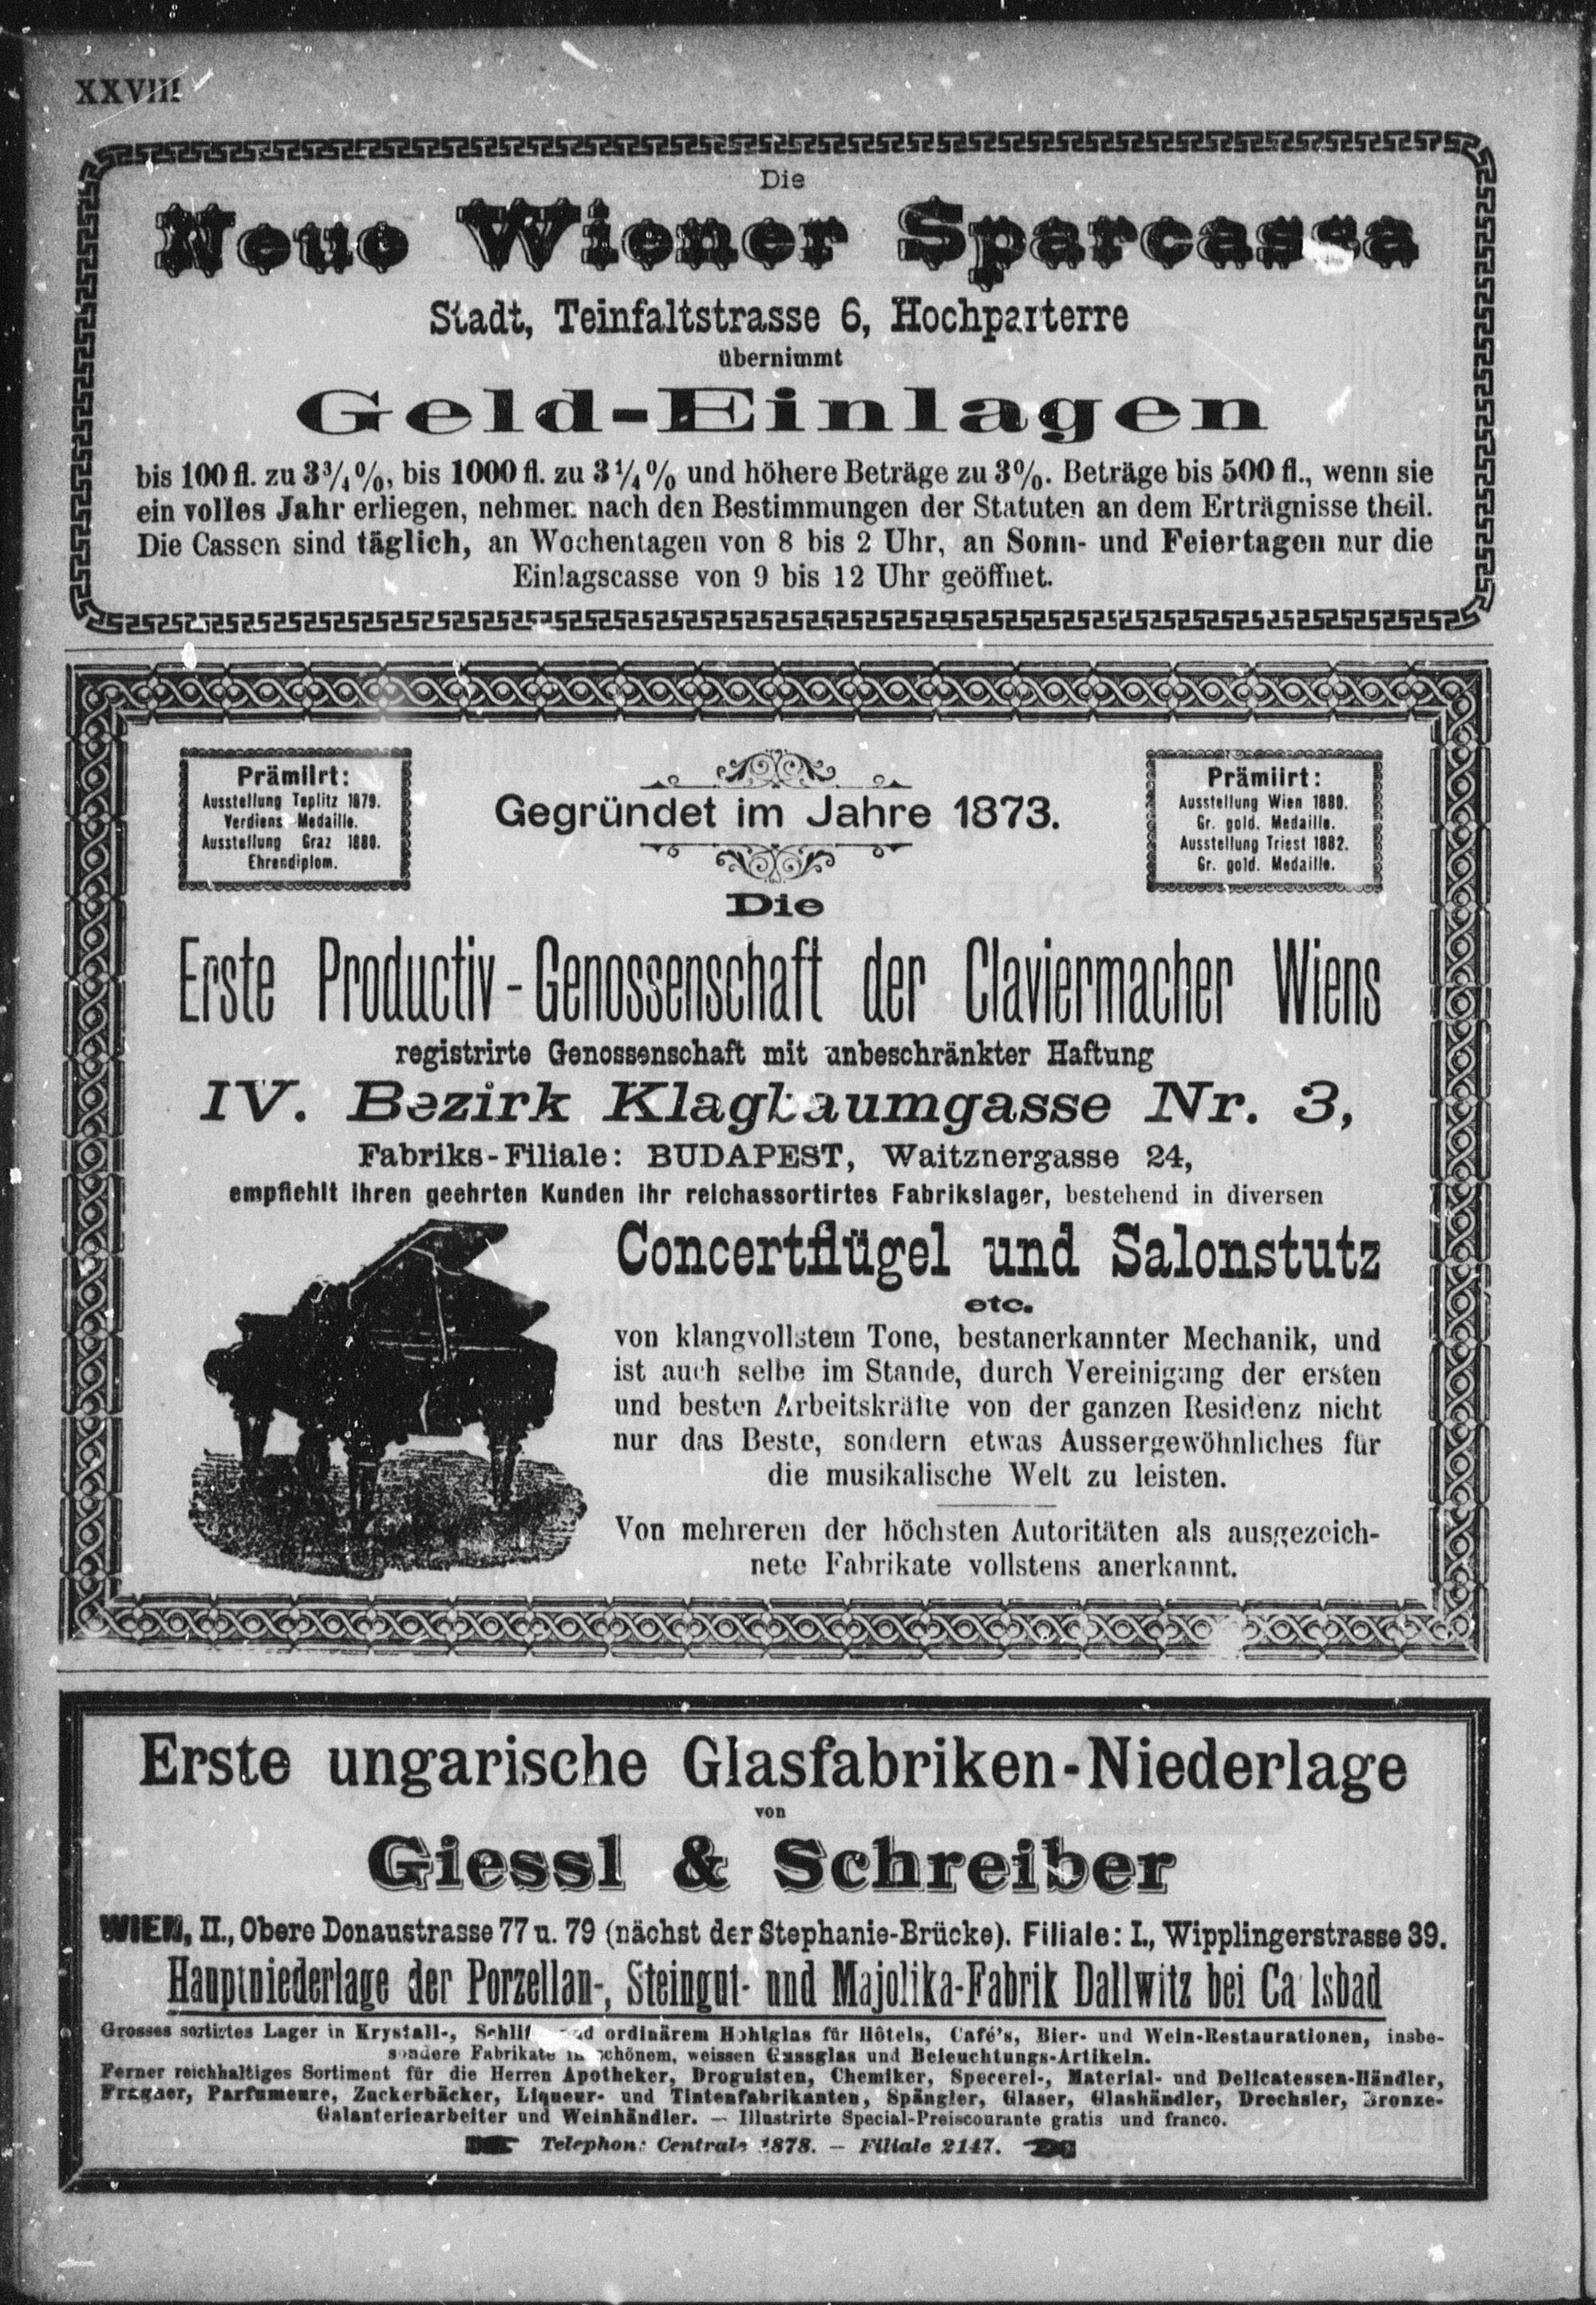 XXVIII
Die
Neue Wiener Sparcassa
Stadt, Teinfaltstrasse 6, Hochparterre
übernimmt
Geld-Einlagen
bis 100 fl. zu 3¾%, bis 1000 fl. zu 3¼% und höhere Beträge zu 3%. Beträge bis 500 fl., wenn sie
ein volles Jahr erliegen, nehmen nach den Bestimmungen der Statuten an dem Erträgnisse theil.
Die Cassen sind täglich, an Wochentagen von 8 bis 2 Uhr, an Sonn- und Feiertagen nur die
Einlagscasse von 9 bis 12 Uhr geöffnet.
Prämiirt:
Ausstellung Teplitz 1879.
Verdiens Medaille.
Ausstellung Graz 1880.
Ehrendiplom.
Gegründet im Jahre 1873.
Prämiirt:
Ausstellung Wien 1880.
Gr. gold. Medaille.
Ausstellung Triest 1882.
Gr. gold. Medaille.
Die
Erste Productiv-Genossenschaft der Claviermacher Wiens
registrirte Genossenschaft mit unbeschränkter Haftung
IV. Bezirk Klagbaumgasse Nr. 3,
Fabriks-Filiale: BUDAPEST, Waitznergasse 24,
empfiehlt ihren geehrten Kunden ihr reichassortirtes Fabrikslager, bestehend in diversen
Concertflügel und Salonstutz
etc.
von klangvollstem Tone, bestanerkannter Mechanik, und
ist auch selbe im Stande, durch Vereinigung der ersten
und besten Arbeitskräfte von der ganzen Residenz nicht
nur das Beste, sondern etwas Aussergewöhnliches für
die musikalische Welt zu leisten.
Von mehreren der höchsten Autoritäten als ausgezeich-
nete Fabrikate vollstens anerkannt.
Erste ungarische Glasfabriken-Niederlage
von
Giessl & Schreiber
WIEN, II., Obere Donaustrasse 77 u. 79 (nächst der Stephanie-Brücke). Filiale: I., Wipplingerstrasse 39.
Hauptniederlage der Porzellan-, Steingut- und Majolika-Fabrik Dallwitz bei Carlsbad
Grosses sortirtes Lager in Krystall-, Schlif und ordinärem Hohlglas für Hôtels, Café's, Bier- und Wein-Restaurationen, insbe-
sondere Fabrikate in schönem, weissen Gussglas und Beleuchtungs-Artikeln.
Ferner reichhaltiges Sortiment für die Herren Apotheker, Droguisten, Chemiker, Specerei-, Material- und Delicatessen-Händler,
Fragner, Parfumeure, Zuckerbäcker, Liqueur- und Tintenfabrikanten, Spängler, Glaser, Glashändler, Drechsler, Bronze-
Galanteriearbeiter und Weinhändler. — Illustrirte Special-Preiscourante gratis und franco.
Telephon: Centrale 1878. — Filiale 2147.